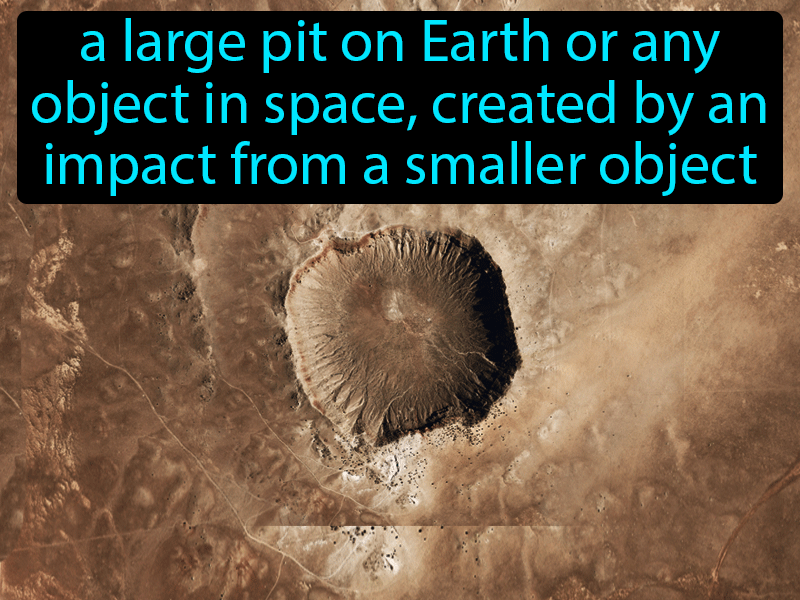 a large pit on Earth or any
object in space, created by an
impact from a smaller object